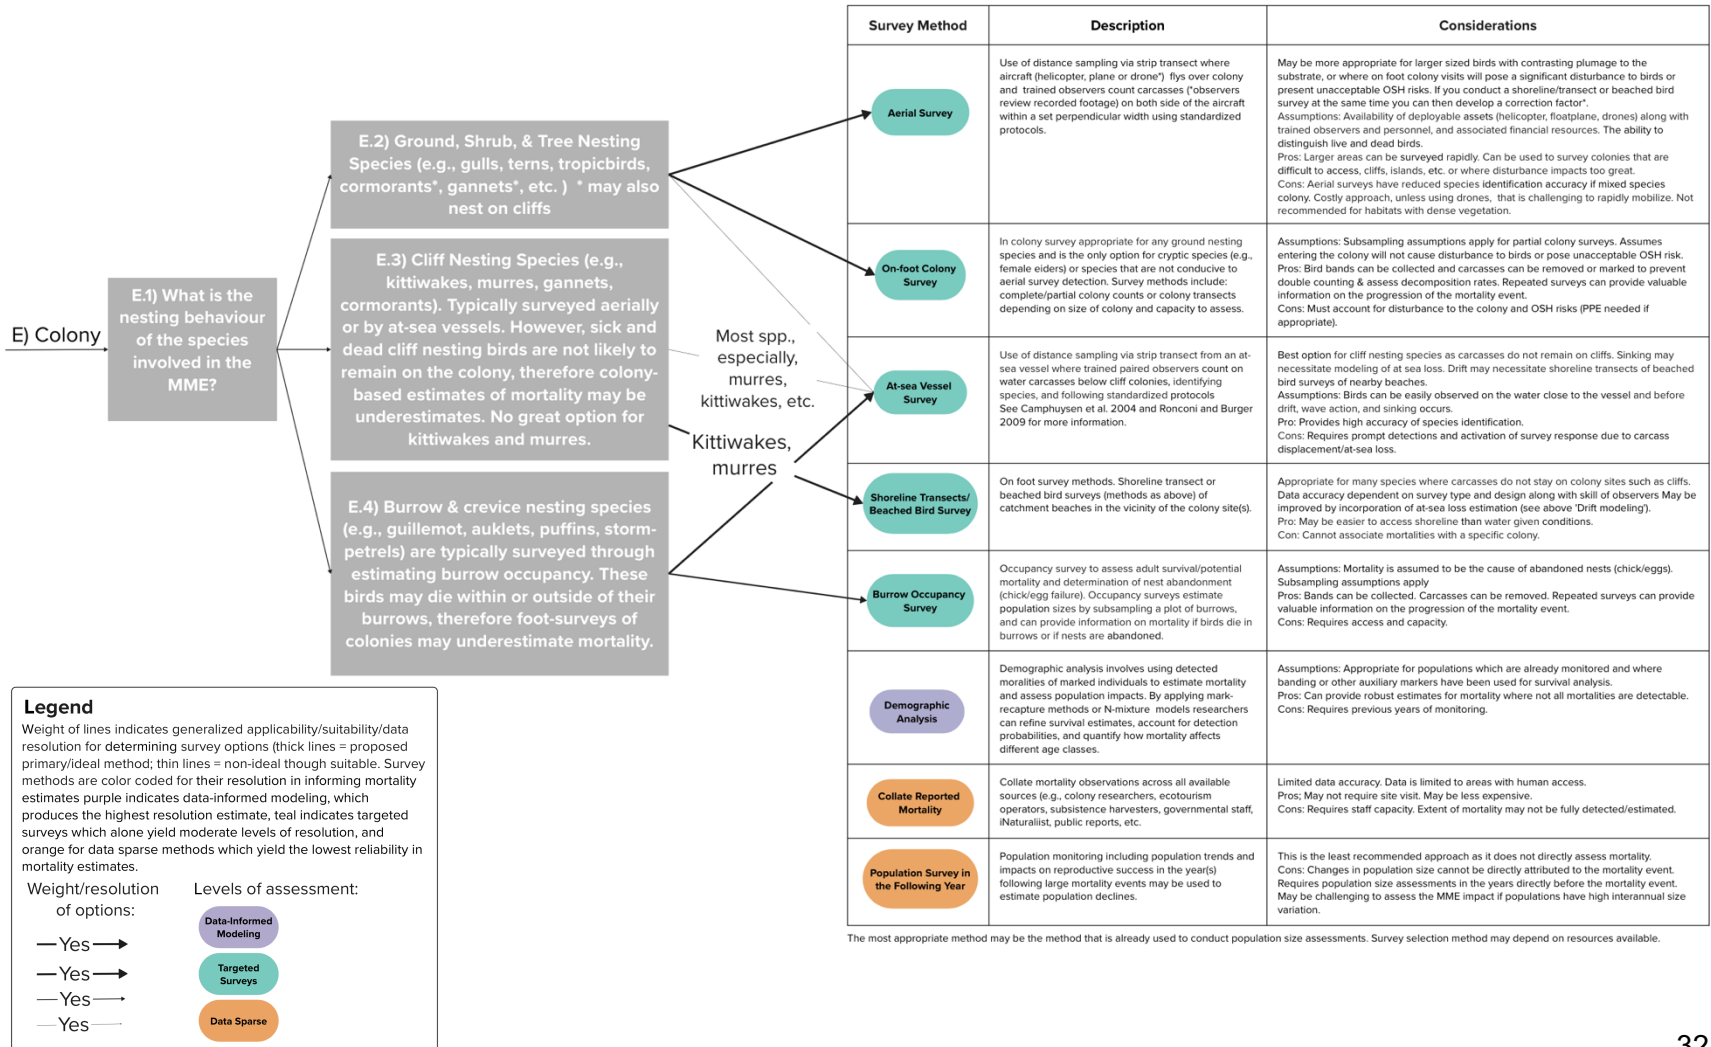 E) Colony
E.1) What is the
nesting behaviour
of the species
involved in the
MME?
E.2) Ground, Shrub, & Tree Nesting
Species (e.g., gulls, terns, tropicbirds,
cormorants*, gannets*, etc. )  * may also
nest on cliffs
E.3) Cliff Nesting Species (e.g.,
kittiwakes, murres, gannets,
cormorants). Typically surveyed aerially
or by at-sea vessels. However, sick and
dead cliff nesting birds are not likely to
remain on the colony, therefore colony-
based estimates of mortality may be
underestimates. No great option for
kittiwakes and murres.
E.4) Burrow & crevice nesting species
(e.g., guillemot, auklets, puffins, storm-
petrels) are typically surveyed through
estimating burrow occupancy. These
birds may die within or outside of their
burrows, therefore foot-surveys of
colonies may underestimate mortality.
Most spp.,
especially,
murres,
kittiwakes, etc.
Kittiwakes,
murres
Survey Method
Description
Considerations
Aerial Survey
Use of distance sampling via strip transect where
aircraft (helicopter, plane or drone*)  flys over colony
and  trained observers count carcasses (*observers
review recorded footage) on both side of the aircraft
within a set perpendicular width using standardized
protocols.
May be more appropriate for larger sized birds with contrasting plumage to the
substrate, or where on foot colony visits will pose a significant disturbance to birds or
present unacceptable OSH risks. If you conduct a shoreline/transect or beached bird
survey at the same time you can then develop a correction factor*.
Assumptions: Availability of deployable assets (helicopter, floatplane, drones) along with
trained observers and personnel, and associated financial resources. The ability to
distinguish live and dead birds.
Pros: Larger areas can be surveyed rapidly. Can be used to survey colonies that are
difficult to access, cliffs, islands, etc. or where disturbance impacts too great.
Cons: Aerial surveys have reduced species identification accuracy if mixed species
colony. Costly approach, unless using drones,  that is challenging to rapidly mobilize. Not
recommended for habitats with dense vegetation.
On-foot Colony
Survey
In colony survey appropriate for any ground nesting
species and is the only option for cryptic species (e.g.,
female eiders) or species that are not conducive to
aerial survey detection. Survey methods include:
complete/partial colony counts or colony transects
depending on size of colony and capacity to assess.
Assumptions: Subsampling assumptions apply for partial colony surveys. Assumes
entering the colony will not cause disturbance to birds or pose unacceptable OSH risk.
Pros: Bird bands can be collected and carcasses can be removed or marked to prevent
double counting & assess decomposition rates. Repeated surveys can provide valuable
information on the progression of the mortality event.
Cons: Must account for disturbance to the colony and OSH risks (PPE needed if
appropriate).
At-sea Vessel
Survey
Use of distance sampling via strip transect from an at-
sea vessel where trained paired observers count on
water carcasses below cliff colonies, identifying
species, and following standardized protocols
See Camphuysen et al. 2004 and Ronconi and Burger
2009 for more information.
Best option for cliff nesting species as carcasses do not remain on cliffs. Sinking may
necessitate modeling of at sea loss. Drift may necessitate shoreline transects of beached
bird surveys of nearby beaches.
Assumptions: Birds can be easily observed on the water close to the vessel and before
drift, wave action, and sinking occurs.
Pro: Provides high accuracy of species identification.
Cons: Requires prompt detections and activation of survey response due to carcass
displacement/at-sea loss.
Shoreline Transects/
Beached Bird Survey
On foot survey methods. Shoreline transect or
beached bird surveys (methods as above) of
catchment beaches in the vicinity of the colony site(s).
Appropriate for many species where carcasses do not stay on colony sites such as cliffs.
Data accuracy dependent on survey type and design along with skill of observers May be
improved by incorporation of at-sea loss estimation (see above 'Drift modeling').
Pro: May be easier to access shoreline than water given conditions.
Con: Cannot associate mortalities with a specific colony.
Burrow Occupancy
Survey
Occupancy survey to assess adult survival/potential
mortality and determination of nest abandonment
(chick/egg failure). Occupancy surveys estimate
population sizes by subsampling a plot of burrows,
and can provide information on mortality if birds die in
burrows or if nests are abandoned.
Assumptions: Mortality is assumed to be the cause of abandoned nests (chick/eggs).
Subsampling assumptions apply
Pros: Bands can be collected. Carcasses can be removed. Repeated surveys can provide
valuable information on the progression of the mortality event.
Cons: Requires access and capacity.
Demographic
Analysis
Demographic analysis involves using detected
moralities of marked individuals to estimate mortality
and assess population impacts. By applying mark-
recapture methods or N-mixture  models researchers
can refine survival estimates, account for detection
probabilities, and quantify how mortality affects
different age classes.
Assumptions: Appropriate for populations which are already monitored and where
banding or other auxiliary markers have been used for survival analysis.
Pros: Can provide robust estimates for mortality where not all mortalities are detectable.
Cons: Requires previous years of monitoring.
Collate Reported
Mortality
Collate mortality observations across all available
sources (e.g., colony researchers, ecotourism
operators, subsistence harvesters, governmental staff,
iNaturaliist, public reports, etc.
Limited data accuracy. Data is limited to areas with human access.
Pros; May not require site visit. May be less expensive.
Cons: Requires staff capacity. Extent of mortality may not be fully detected/estimated.
Population Survey in
the Following Year
Population monitoring including population trends and
impacts on reproductive success in the year(s)
following large mortality events may be used to
estimate population declines.
This is the least recommended approach as it does not directly assess mortality.
Cons: Changes in population size cannot be directly attributed to the mortality event.
Requires population size assessments in the years directly before the mortality event.
May be challenging to assess the MME impact if populations have high interannual size
variation.
The most appropriate method may be the method that is already used to conduct population size assessments. Survey selection method may depend on resources available.
Legend
Weight of lines indicates generalized applicability/suitability/data
resolution for determining survey options (thick lines = proposed
primary/ideal method; thin lines = non-ideal though suitable. Survey
methods are color coded for their resolution in informing mortality
estimates purple indicates data-informed modeling, which
produces the highest resolution estimate, teal indicates targeted
surveys which alone yield moderate levels of resolution, and
orange for data sparse methods which yield the lowest reliability in
mortality estimates.
Weight/resolution
of options:
Yes
Yes
Yes
Yes
Levels of assessment:
Data-Informed
Modeling
Targeted
Surveys
Data Sparse
32